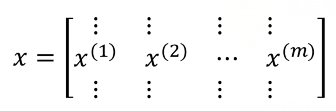 ⋮ ⋮ ⋮ ⋮
x = [x^(1) x^(2) ⋯ x^(m)]
⋮ ⋮ ⋮ ⋮